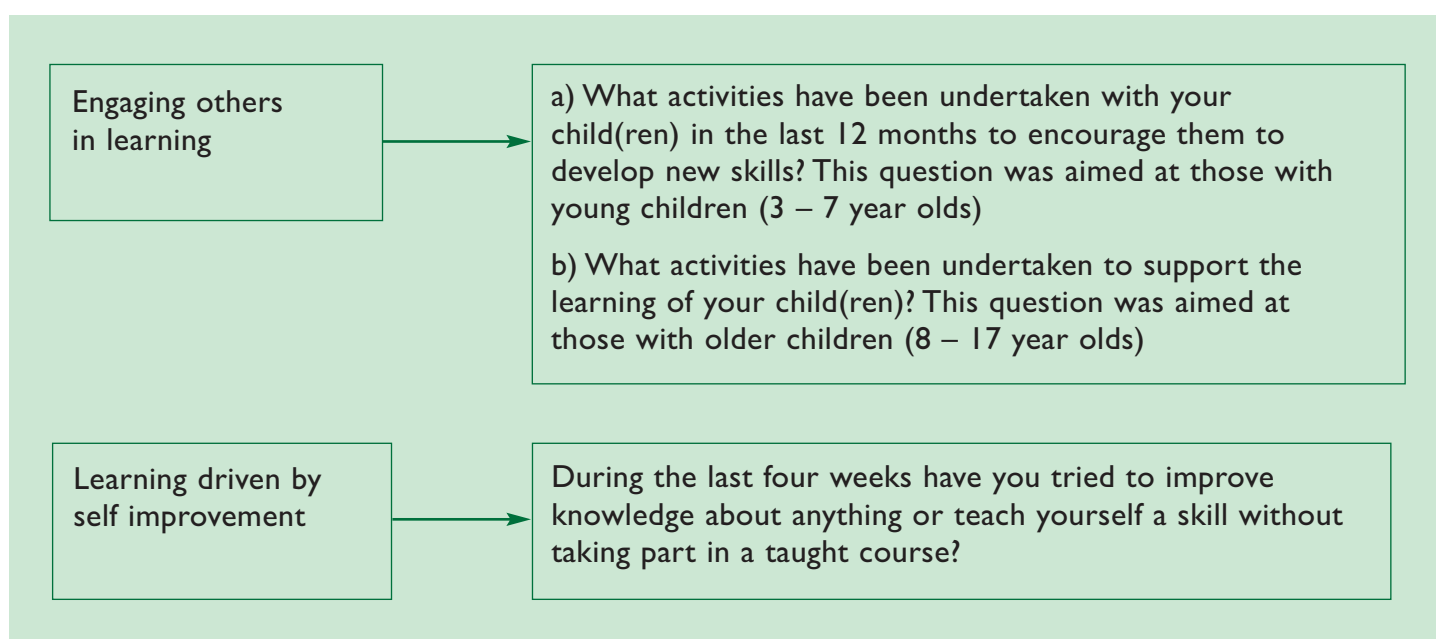 Engaging others
in learning
a) What activities have been undertaken with your
child(ren) in the last 12 months to encourage them to
develop new skills? This question was aimed at those with
young children (3 – 7 year olds)
b) What activities have been undertaken to support the
learning of your child(ren)? This question was aimed at
those with older children (8 – 17 year olds)
Learning driven by
self improvement
During the last four weeks have you tried to improve
knowledge about anything or teach yourself a skill without
taking part in a taught course?